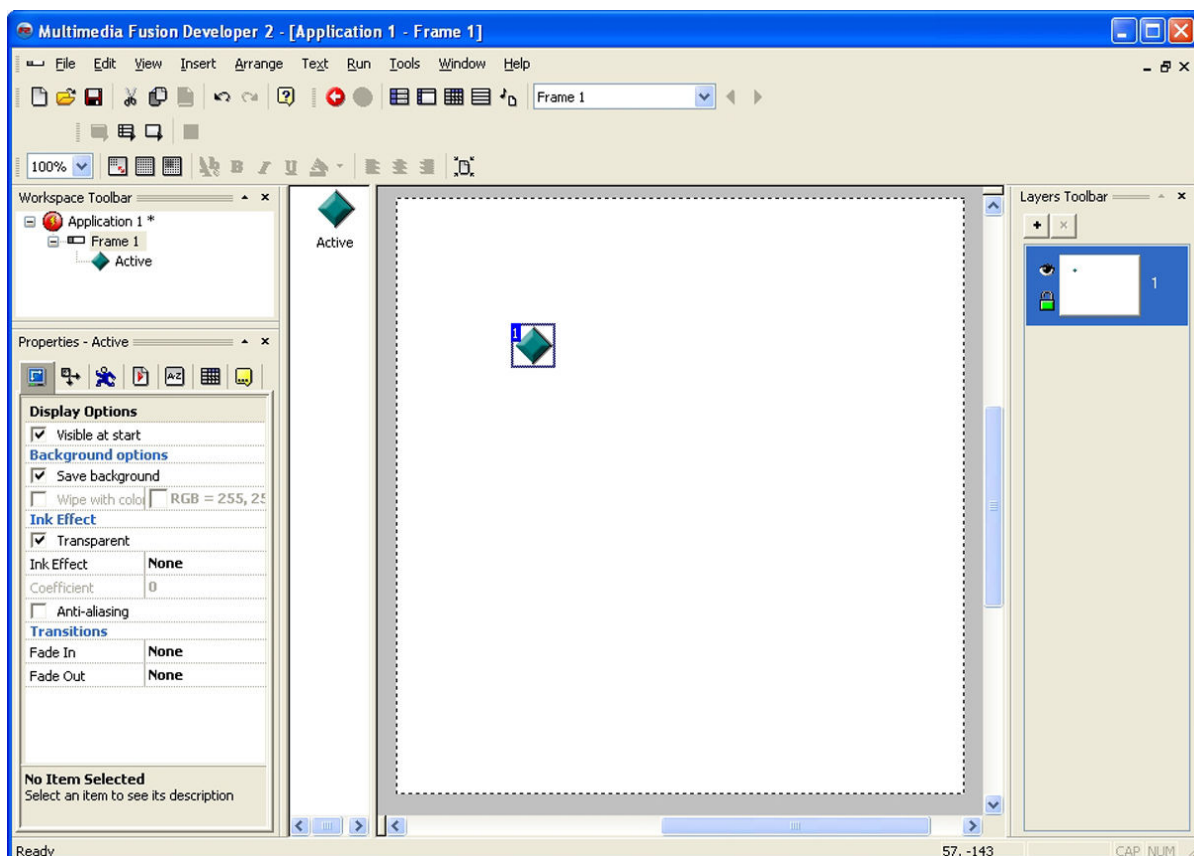 Multimedia Fusion Developer 2 - [Application 1 - Frame 1]
File Edit View Insert Arrange Text Run Tools Window Help
Frame 1
100% B I U
Workspace Toolbar
Application 1 *
Frame 1
Active
Active
Layers Toolbar
1
1
Properties - Active
A-Z
Display Options
Visible at start
Background options
Save background
Wipe with color RGB = 255, 25
Ink Effect
Transparent
Ink Effect None
Coefficient 0
Anti-aliasing
Transitions
Fade In None
Fade Out None
No Item Selected
Select an item to see its description
Ready 57, -143 CAP NUM